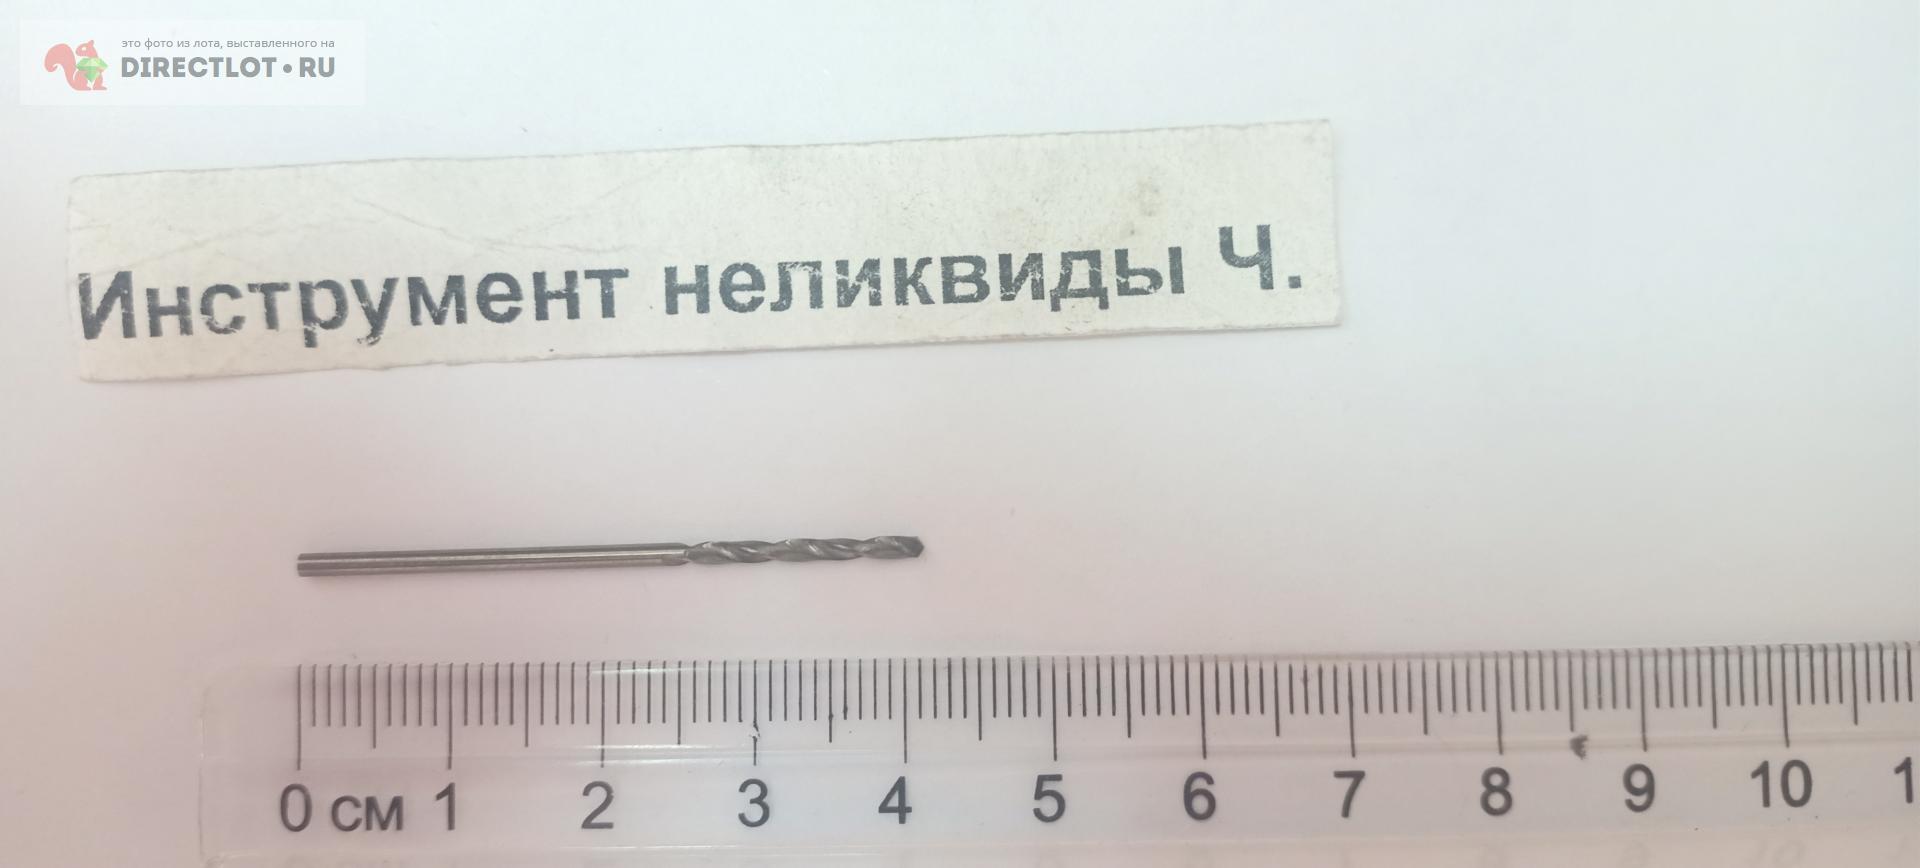 это фото из лота, выставленного на
DIRECTLOT•RU
Инструмент неликвиды Ч.
0 см 1 2 3 4 5 6 7 8 9 10 1